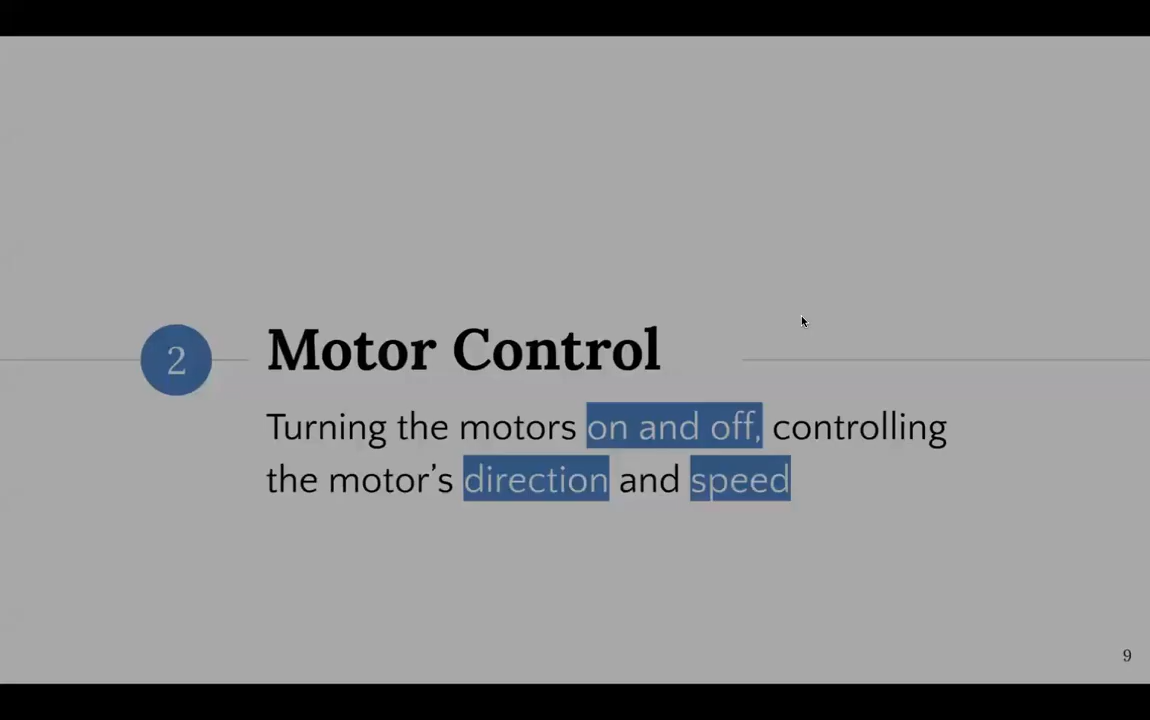 2
Motor Control
Turning the motors on and off, controlling
the motor’s direction and speed
9